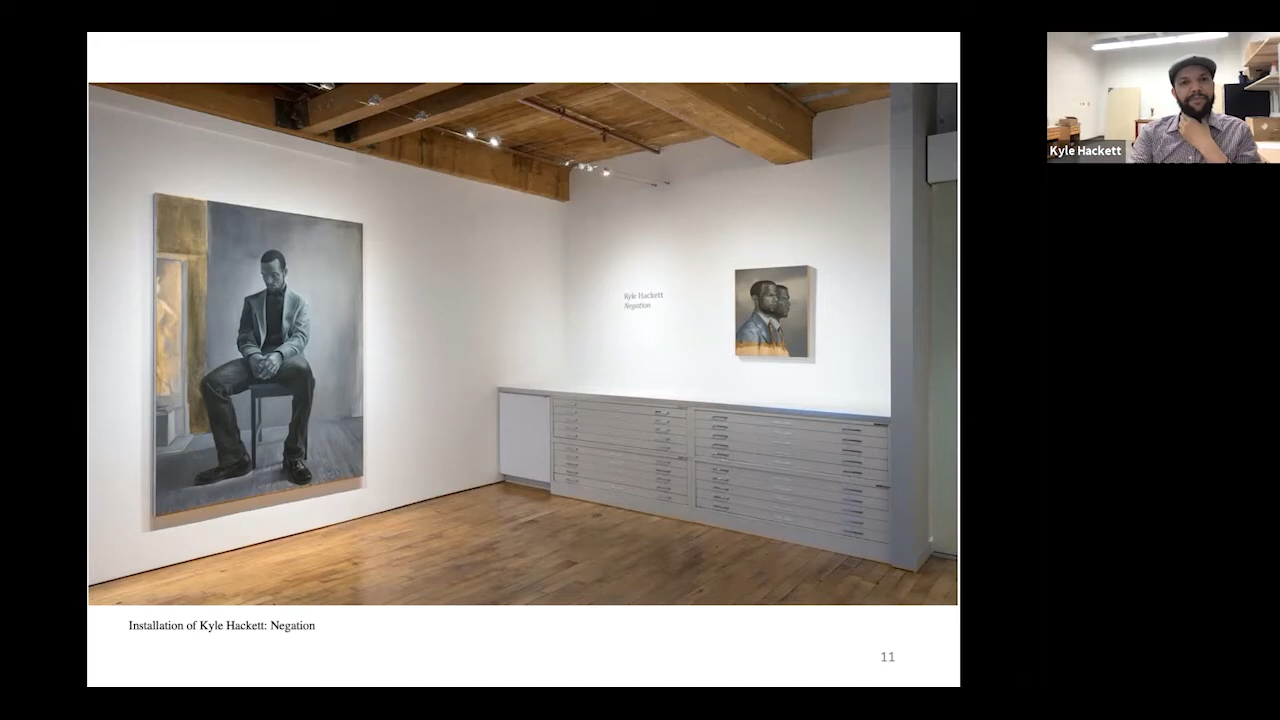 Kyle Hackett
Kyle Hackett
Negation
Installation of Kyle Hackett: Negation
11